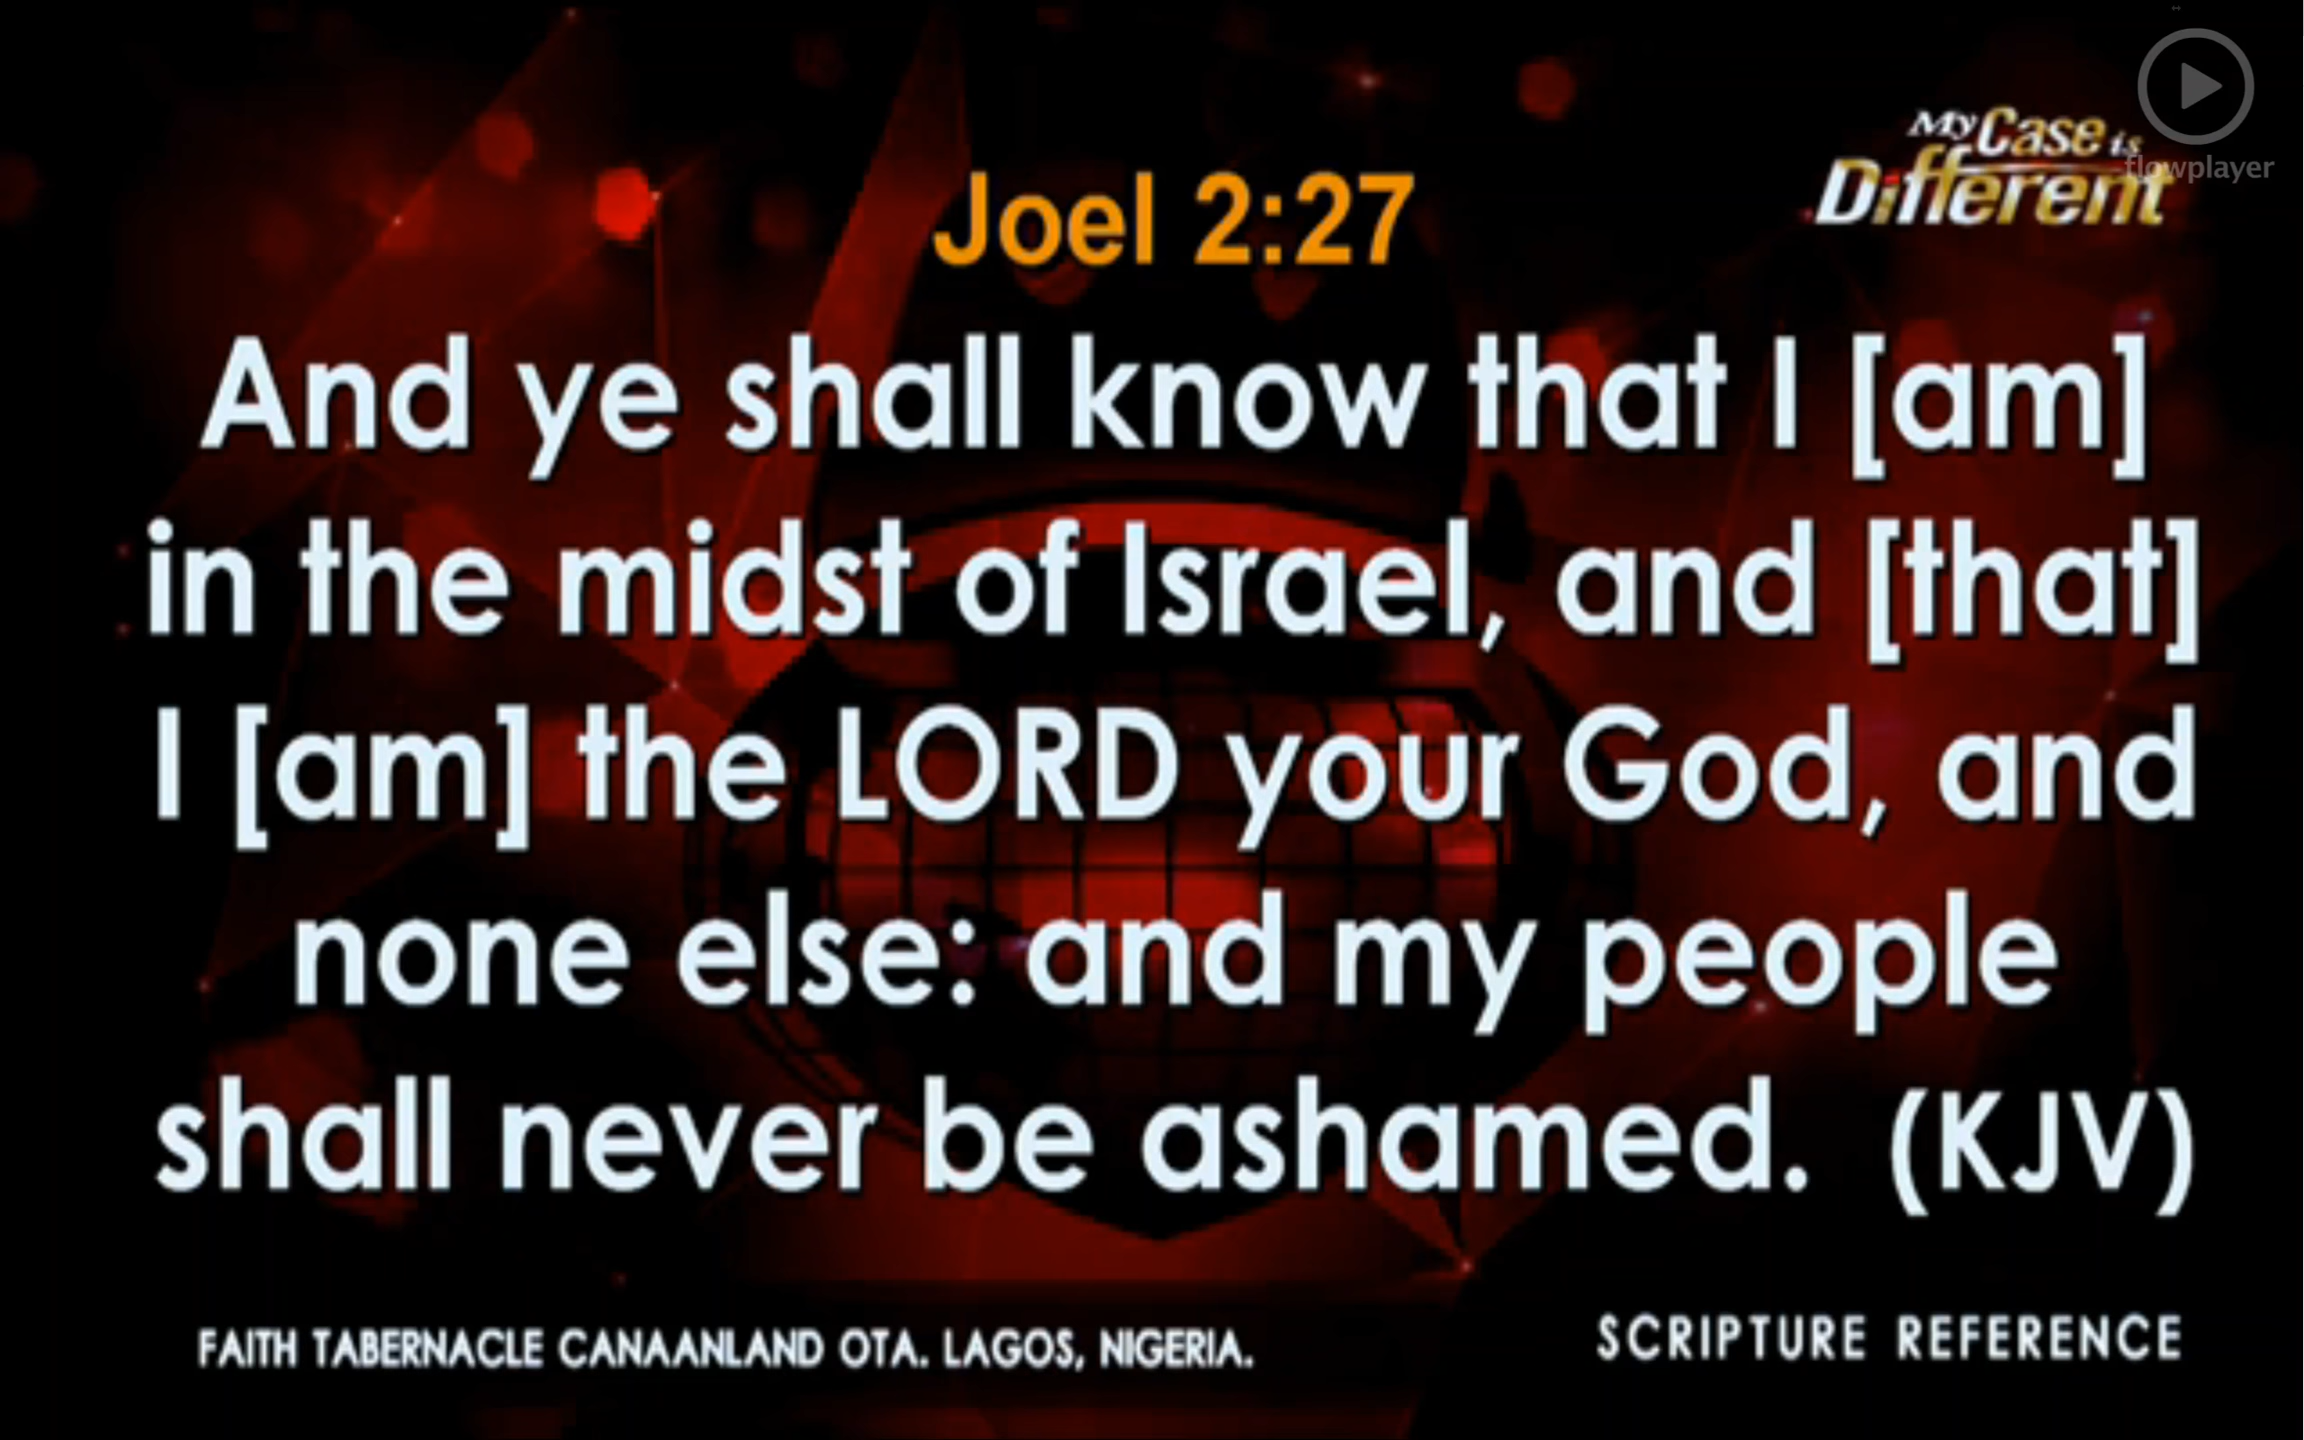 My Case is
Different
flowplayer
Joel 2:27
And ye shall know that I [am]
in the midst of Israel, and [that]
I [am] the LORD your God, and
none else: and my people
shall never be ashamed. (KJV)
FAITH TABERNACLE CANAANLAND OTA. LAGOS, NIGERIA.
SCRIPTURE REFERENCE